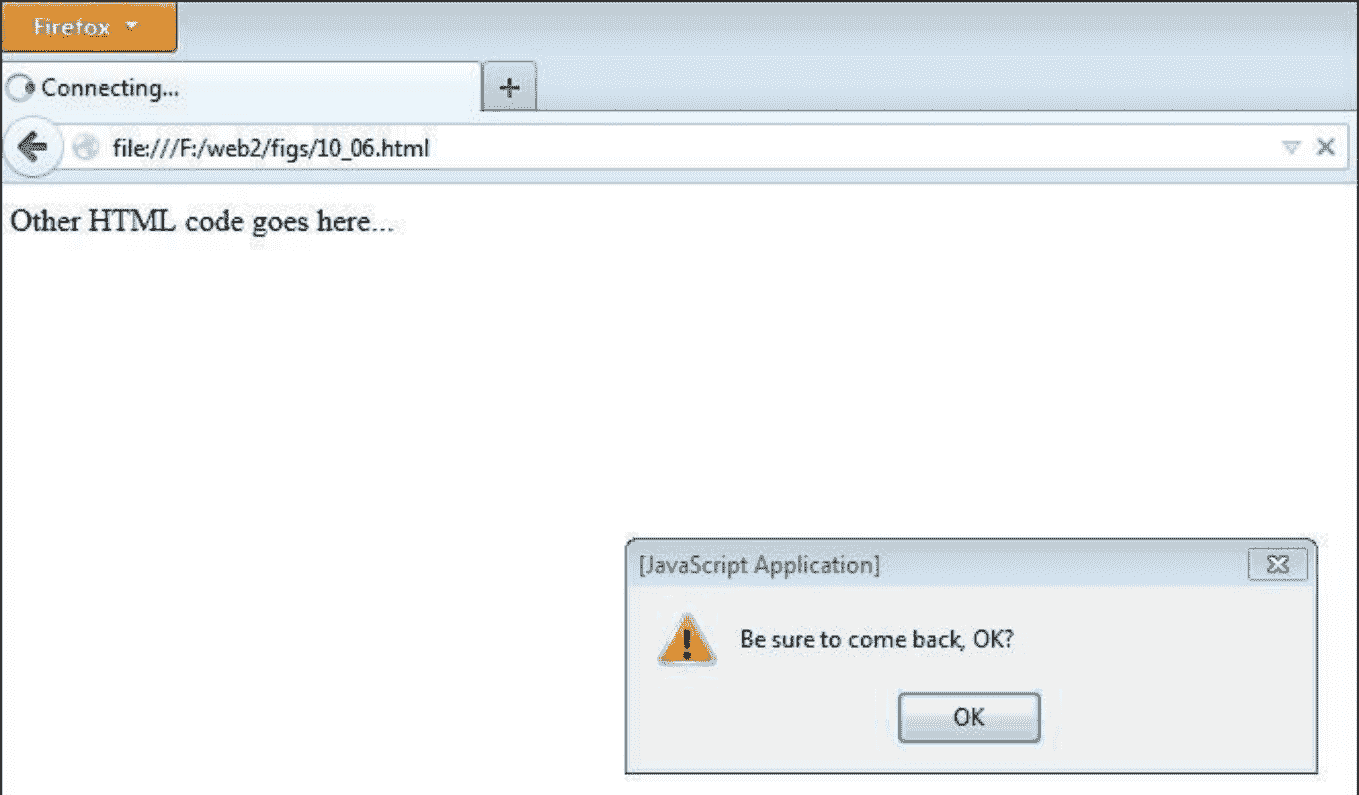 Firefox
Connecting...
file:///F:/web2/figs/10_06.html
Other HTML code goes here...
[JavaScript Application]
Be sure to come back, OK?
OK